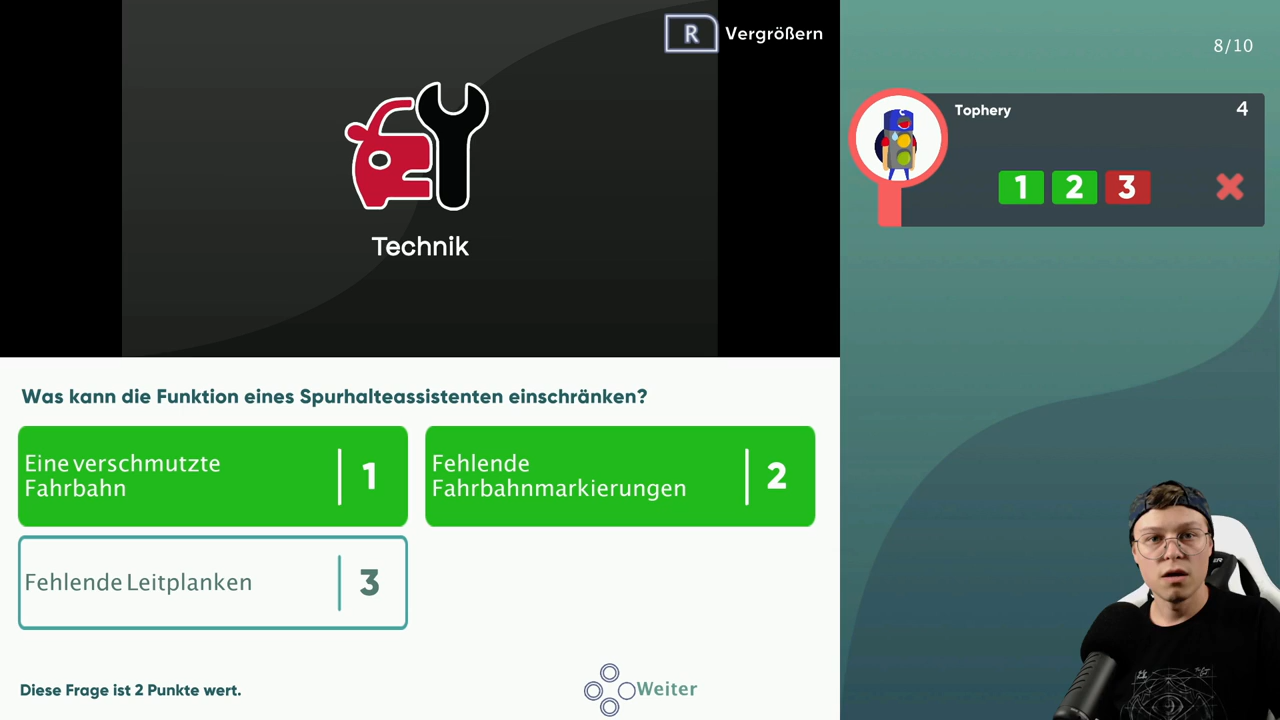 R Vergrößern
8/10
Technik
Tophery 4
1 2 3
Was kann die Funktion eines Spurhalteassistenten einschränken?
Eine verschmutzte
Fahrbahn
1
Fehlende
Fahrbahnmarkierungen
2
Fehlende Leitplanken 3
Diese Frage ist 2 Punkte wert.
Weiter